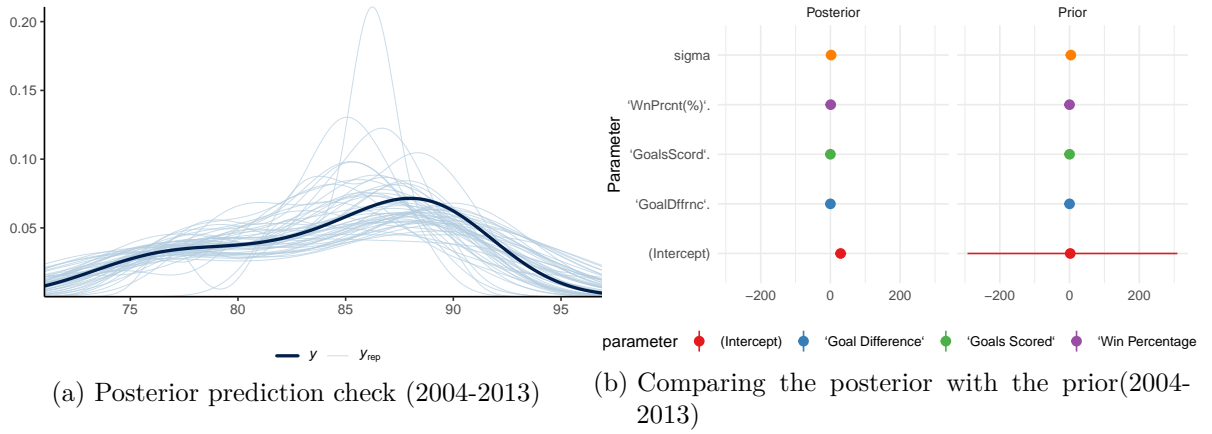 0.20
0.15
0.10
0.05
75
80
85
90
95
y
y rep
(a) Posterior prediction check (2004-2013)
Posterior
Prior
Parameter
sigma
‘WnPrcnt(%)‘.
‘GoalsScord‘.
‘GoalDffrnc‘.
(Intercept)
−200
0
200
−200
0
200
parameter
(Intercept)
‘Goal Difference‘
‘Goals Scored‘
‘Win Percentage
(b) Comparing the posterior with the prior(2004-
2013)